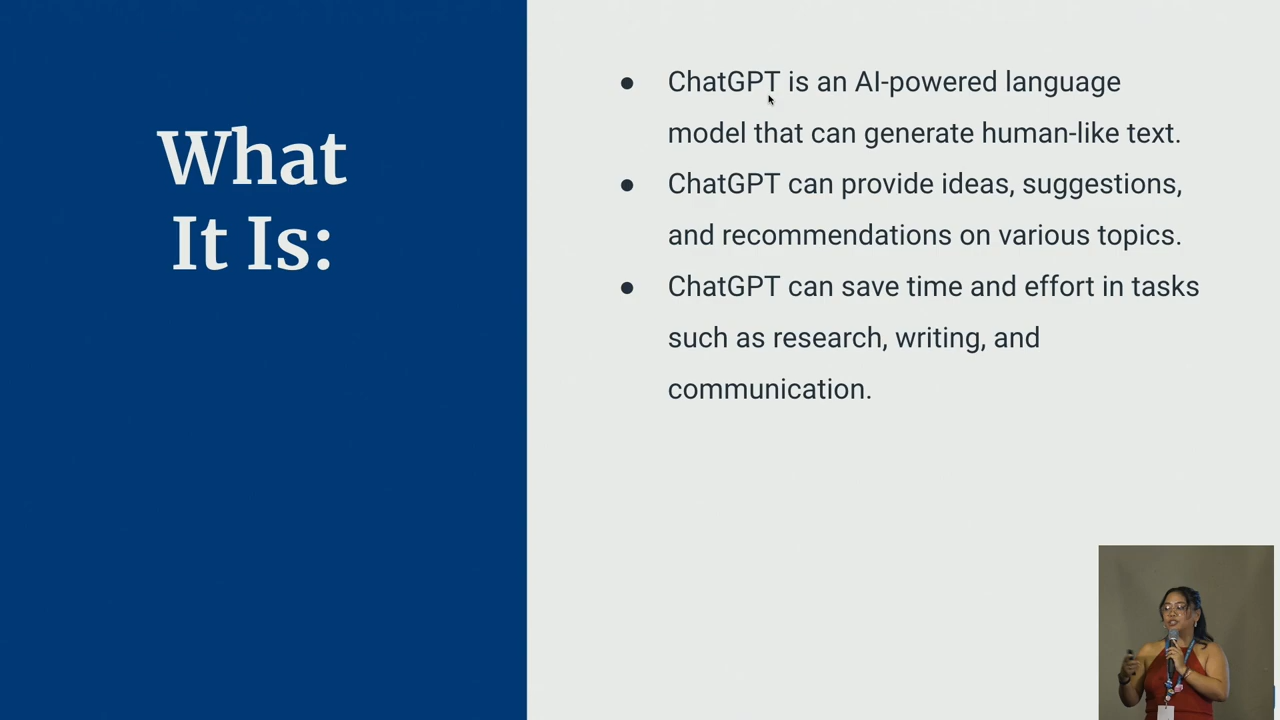 What
It Is:
● ChatGPT is an AI-powered language
model that can generate human-like text.
● ChatGPT can provide ideas, suggestions,
and recommendations on various topics.
● ChatGPT can save time and effort in tasks
such as research, writing, and
communication.